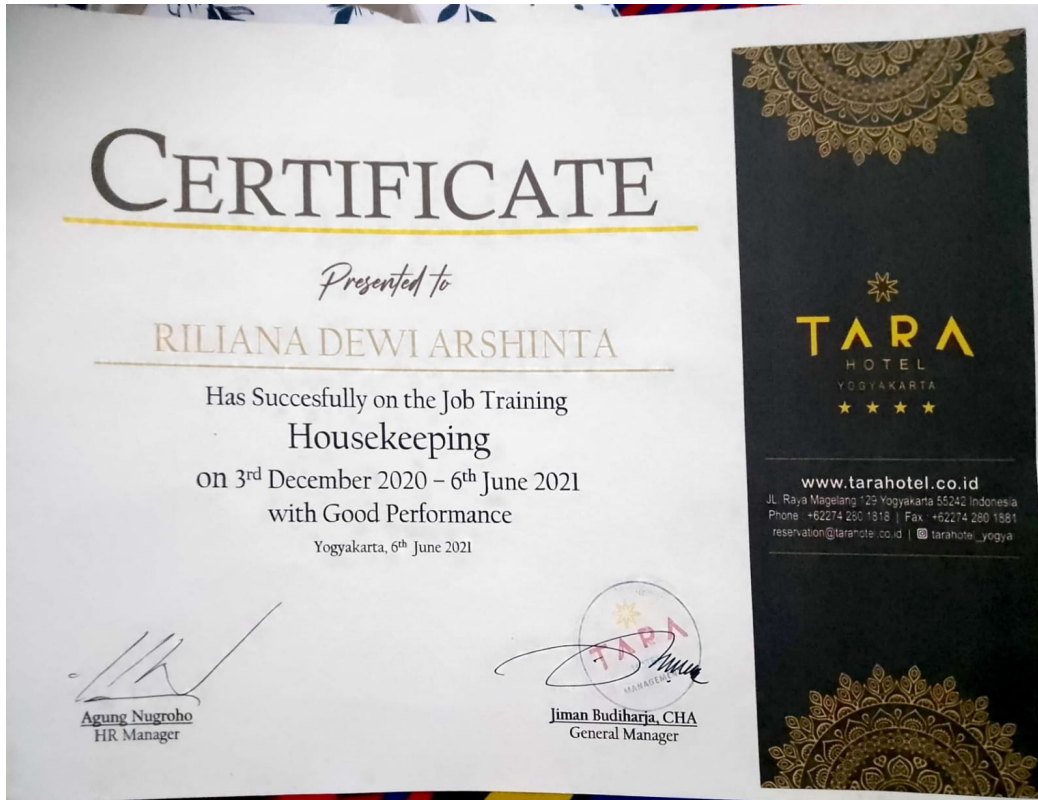 CERTIFICATE
Presented to
RILIANA DEWI ARSHINTA
Has Succesfully on the Job Training
Housekeeping
on 3rd December 2020 – 6th June 2021
with Good Performance
Yogyakarta, 6th June 2021
Agung Nugroho
HR Manager
TARA
MANAGEMENT
Jiman Budiharja, CHA
General Manager
TARA
HOTEL
YOGYAKARTA
www.tarahotel.co.id
JL. Raya Magelang 129 Yogyakarta 55242 Indonesia
Phone : +62274 280 1818 | Fax : +62274 280 1881
reservation@tarahotel.co.id | tarahotel_yogya